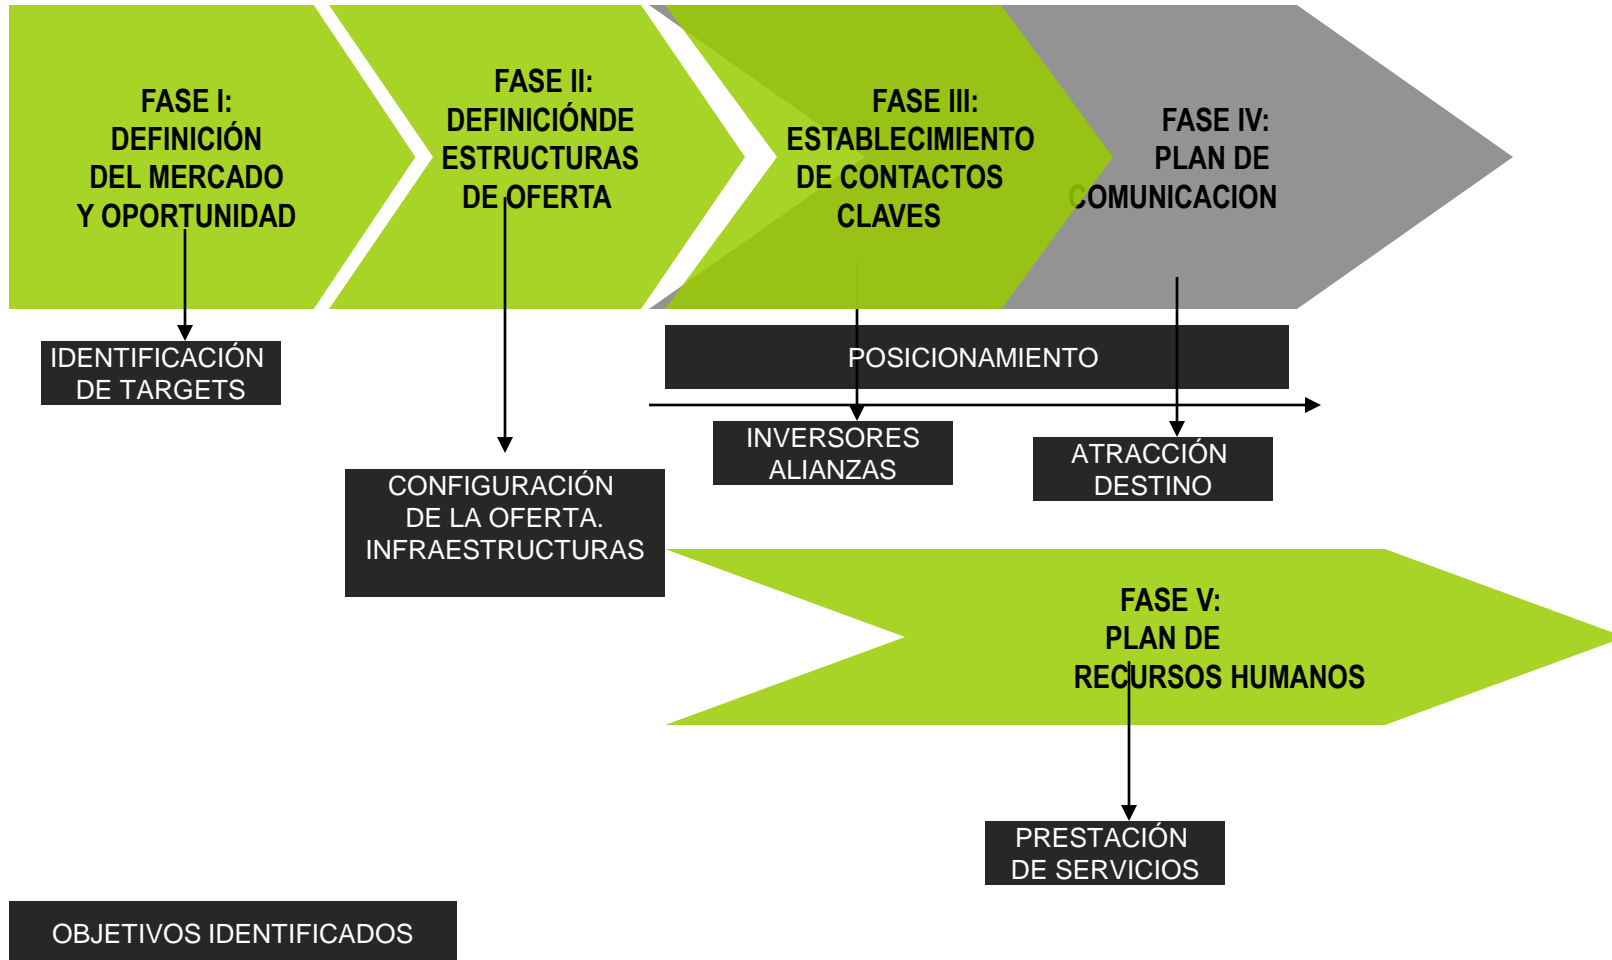 FASE I:
DEFINICIÓN
DEL MERCADO
Y OPORTUNIDAD
FASE II:
DEFINICIÓNDE
ESTRUCTURAS
DE OFERTA
FASE III:
ESTABLECIMIENTO
DE CONTACTOS
CLAVES
FASE IV:
PLAN DE
COMUNICACION
IDENTIFICACIÓN
DE TARGETS
POSICIONAMIENTO
INVERSORES
ALIANZAS
ATRACCIÓN
DESTINO
CONFIGURACIÓN
DE LA OFERTA.
INFRAESTRUCTURAS
FASE V:
PLAN DE
RECURSOS HUMANOS
PRESTACIÓN
DE SERVICIOS
OBJETIVOS IDENTIFICADOS